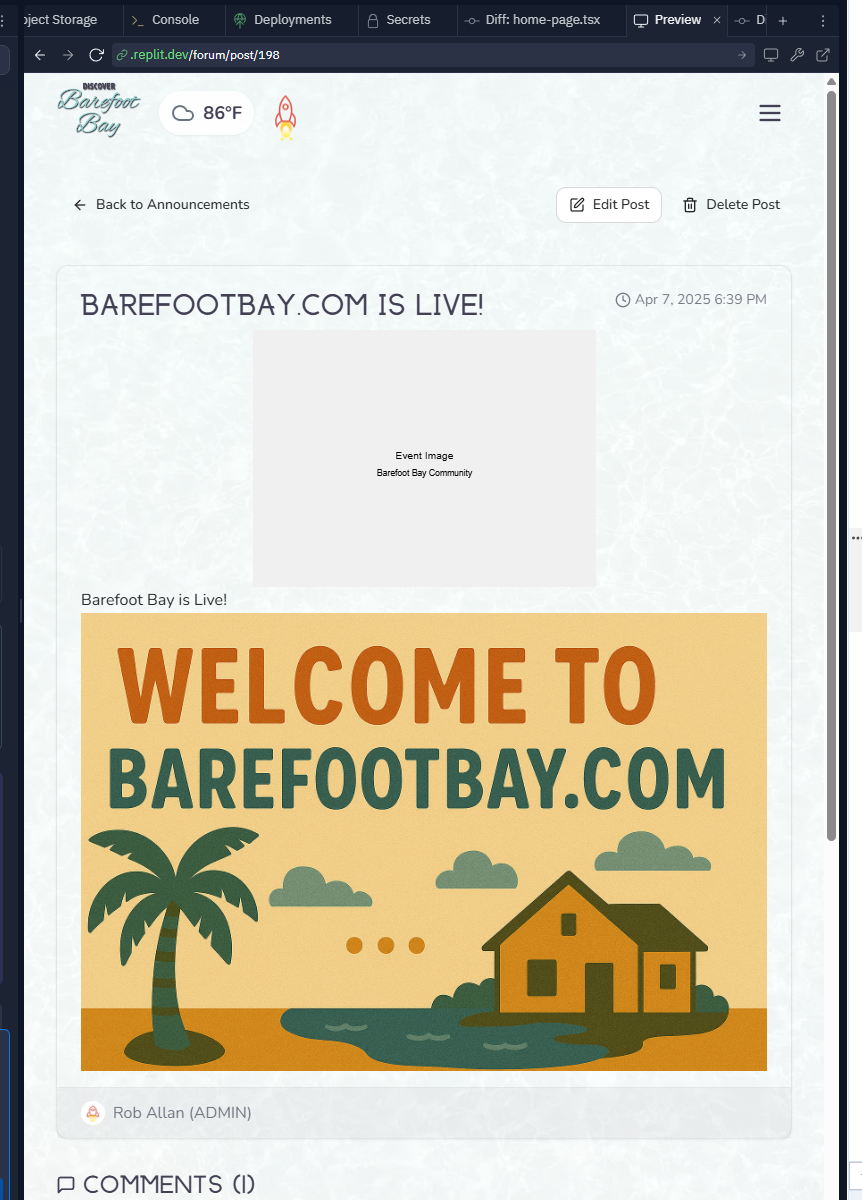 ject Storage
Console
Deployments
Secrets
Diff: home-page.tsx
Preview
D
.replit.dev/forum/post/198
DISCOVER
Barefoot
Bay
86°F
Back to Announcements
Edit Post
Delete Post
BAREFOOTBAY.COM IS LIVE!
Apr 7, 2025 6:39 PM
Event Image
Barefoot Bay Community
Barefoot Bay is Live!
WELCOME TO
BAREFOOTBAY.COM
Rob Allan (ADMIN)
COMMENTS (1)